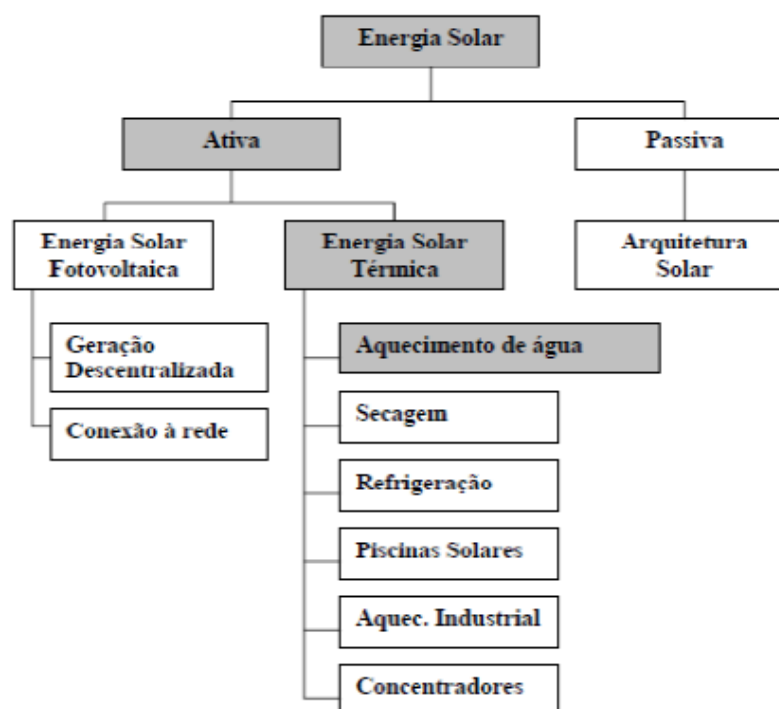 Energia Solar
Ativa
Passiva
Energia Solar
Fotovoltaica
Energia Solar
Térmica
Arquitetura
Solar
Geração
Descentralizada
Conexão à rede
Aquecimento de água
Secagem
Refrigeração
Piscinas Solares
Aquec. Industrial
Concentradores